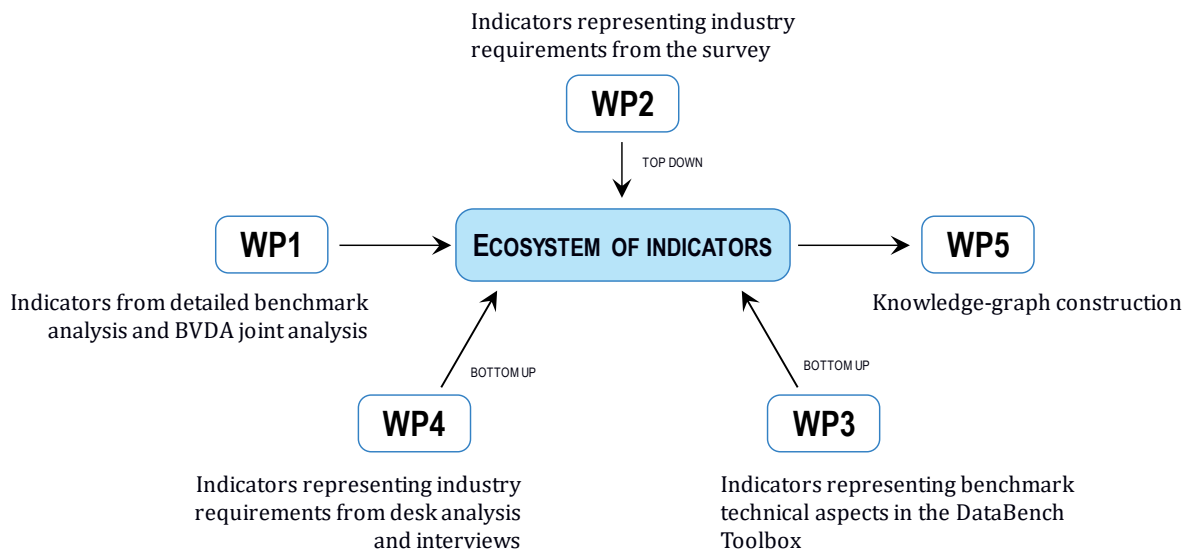 Indicators representing industry
requirements from the survey
WP2
TOP DOWN
WP1
ECOSYSTEM OF INDICATORS
WP5
Indicators from detailed benchmark
analysis and BVDA joint analysis
Knowledge-graph construction
BOTTOM UP
BOTTOM UP
WP4
WP3
Indicators representing industry
requirements from desk analysis
and interviews
Indicators representing benchmark
technical aspects in the DataBench
Toolbox